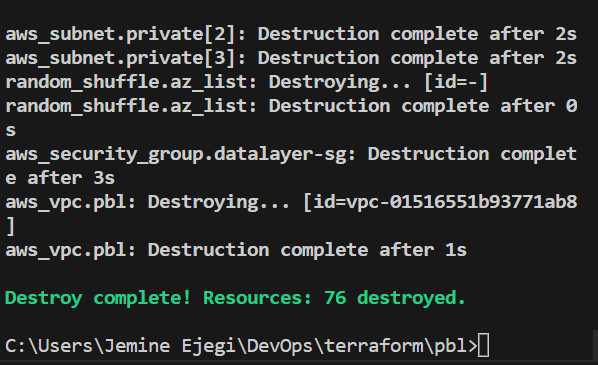 aws_subnet.private[2]: Destruction complete after 2s
aws_subnet.private[3]: Destruction complete after 2s
random_shuffle.az_list: Destroying... [id=-]
random_shuffle.az_list: Destruction complete after 0
s
aws_security_group.datalayer-sg: Destruction complet
e after 3s
aws_vpc.pbl: Destroying... [id=vpc-01516551b93771ab8
]
aws_vpc.pbl: Destruction complete after 1s
Destroy complete! Resources: 76 destroyed.
C:\Users\Jemine Ejegi\DevOps\terraform\pbl>